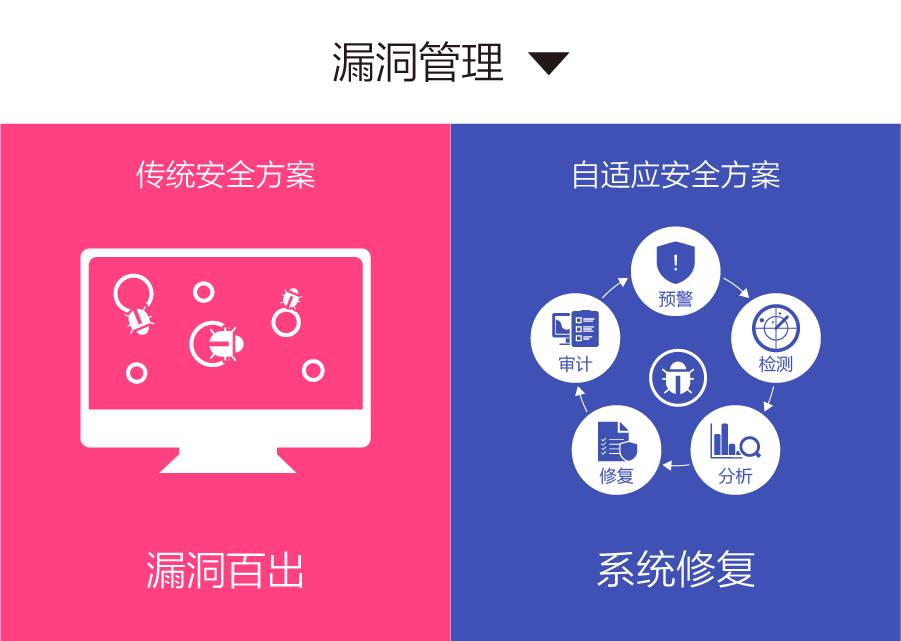 漏洞管理
传统安全方案
自适应安全方案
预警
审计
检测
修复
分析
漏洞百出
系统修复